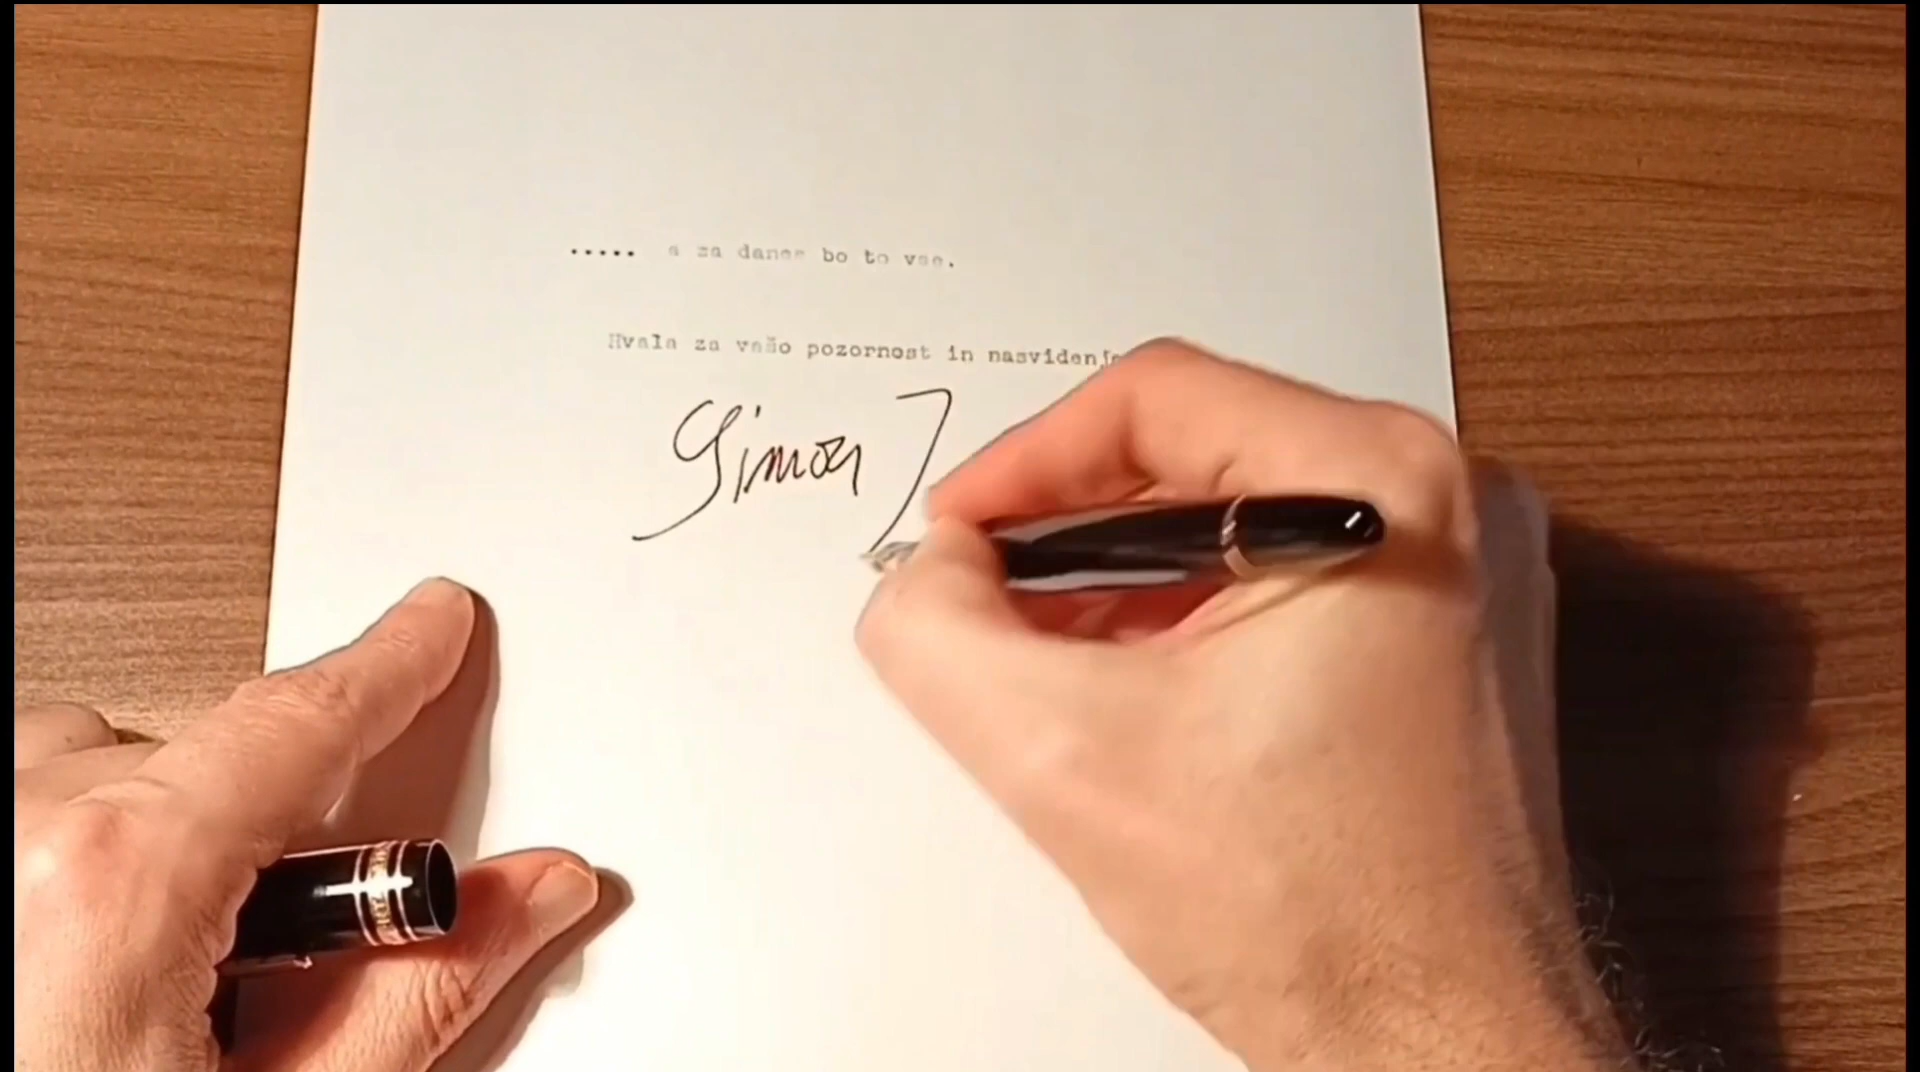 ..... a za danes bo to vse.
Hvala za vašo pozornost in nasvidenje
Simon